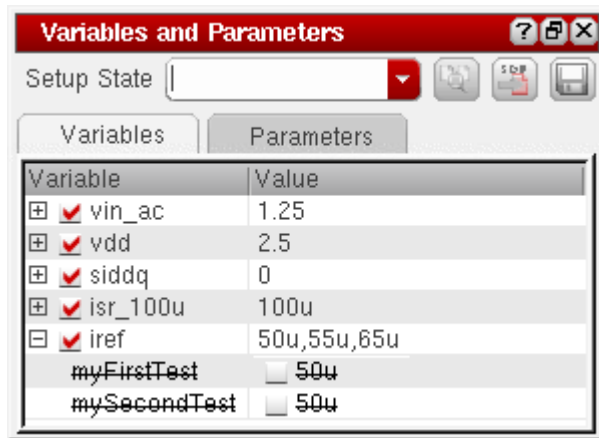 Variables and Parameters
Setup State
Variables Parameters
Variable Value
vin_ac 1.25
vdd 2.5
siddq 0
isr_100u 100u
iref 50u,55u,65u
myFirstTest 50u
mySecondTest 50u